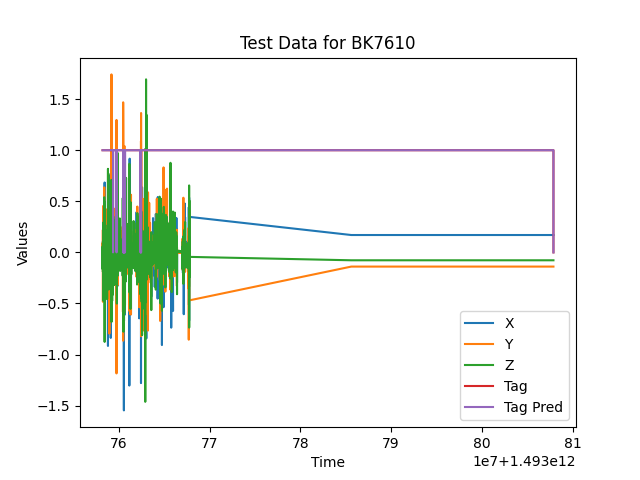 Test Data for BK7610
Values
1.5
1.0
0.5
0.0
−0.5
−1.0
−1.5
X
Y
Z
Tag
Tag Pred
76
77
78
79
80
81
Time
1e7+1.493e12